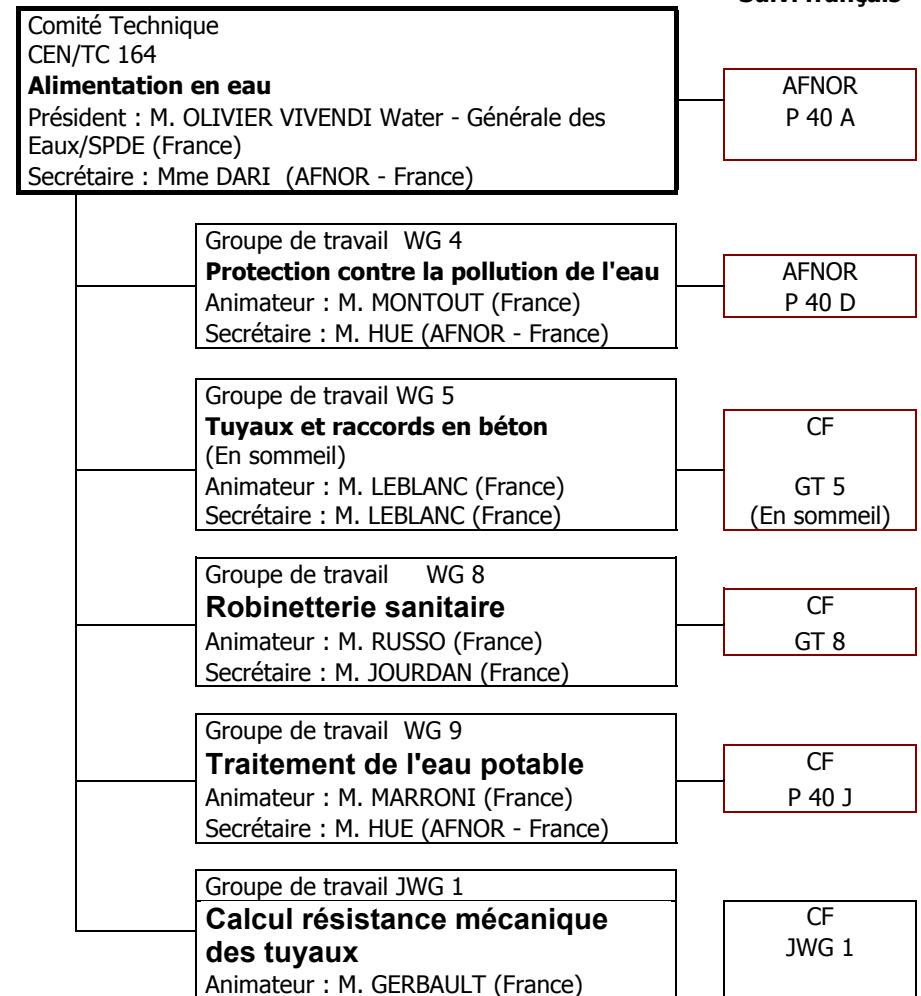 Suivi français
Comité Technique
CEN/TC 164
Alimentation en eau
Président : M. OLIVIER VIVENDI Water - Générale des
Eaux/SPDE (France)
Secrétaire : Mme DARI (AFNOR - France)
AFNOR
P 40 A
Groupe de travail WG 4
Protection contre la pollution de l'eau
Animateur : M. MONTOUT (France)
Secrétaire : M. HUE (AFNOR - France)
AFNOR
P 40 D
Groupe de travail WG 5
Tuyaux et raccords en béton
(En sommeil)
Animateur : M. LEBLANC (France)
Secrétaire : M. LEBLANC (France)
CF
GT 5
(En sommeil)
Groupe de travail WG 8
Robinetterie sanitaire
Animateur : M. RUSSO (France)
Secrétaire : M. JOURDAN (France)
CF
GT 8
Groupe de travail WG 9
Traitement de l'eau potable
Animateur : M. MARRONI (France)
Secrétaire : M. HUE (AFNOR - France)
CF
P 40 J
Groupe de travail JWG 1
Calcul résistance mécanique
des tuyaux
Animateur : M. GERBAULT (France)
CF
JWG 1